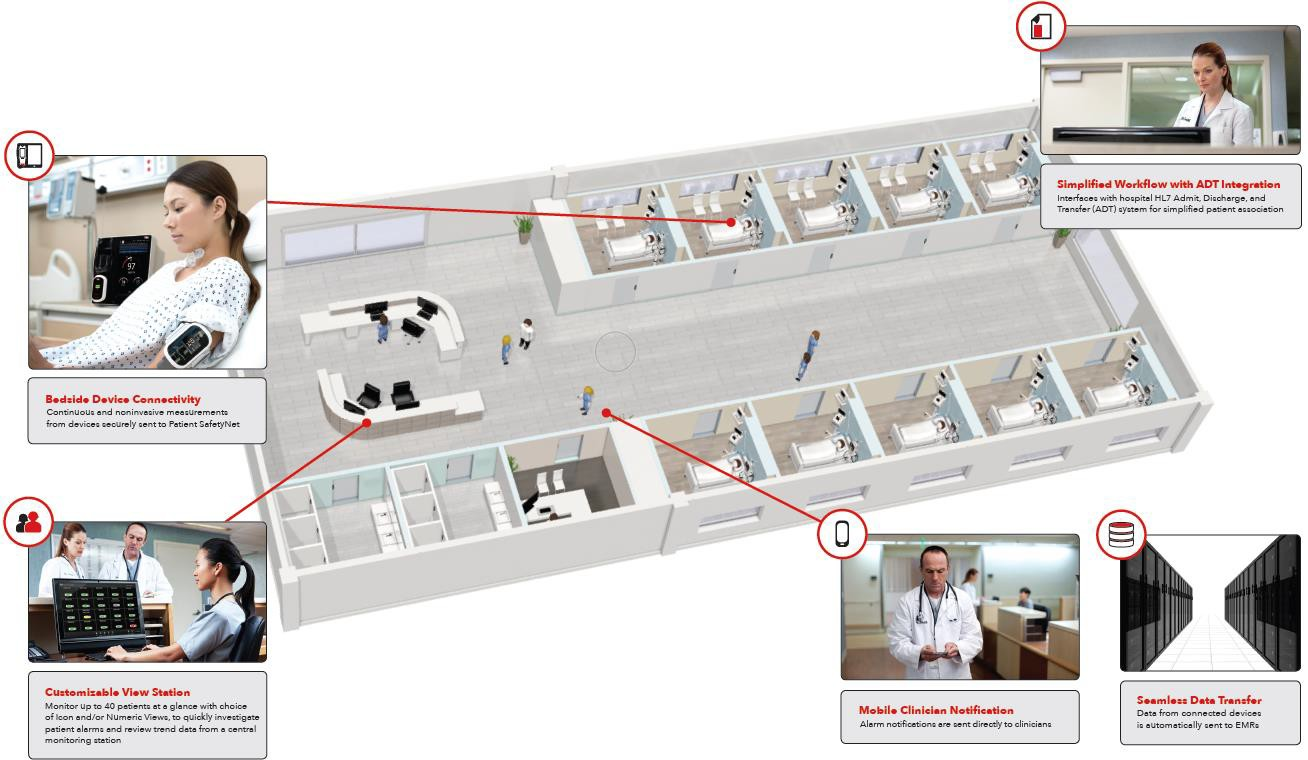 Simplified Workflow with ADT Integration
Interfaces with hospital HL7 Admit, Discharge, and
Transfer (ADT) system for simplified patient association
97
Bedside Device Connectivity
Continuous and noninvasive measurements
from devices securely sent to Patient SafetyNet
Customizable View Station
Monitor up to 40 patients at a glance with choice
of Icon and/or Numeric Views, to quickly investigate
patient alarms and review trend data from a central
monitoring station
Mobile Clinician Notification
Alarm notifications are sent directly to clinicians
Seamless Data Transfer
Data from connected devices
is automatically sent to EMRs